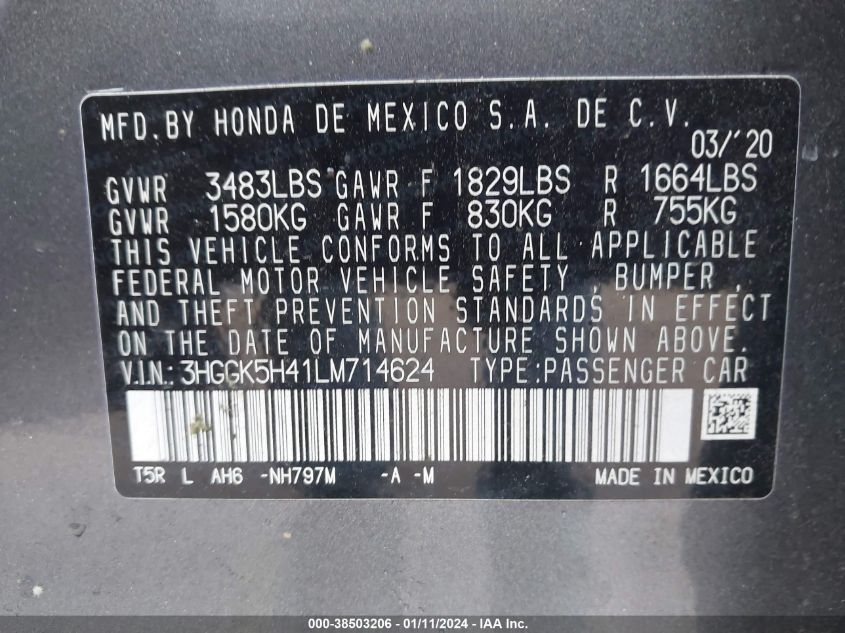 MFD.BY HONDA DE MEXICO S.A. DE C.V.
03/'20
GVWR 3483LBS GAWR F 1829LBS R 1664LBS
GVWR 1580KG GAWR F 830KG R 755KG
THIS VEHICLE CONFORMS TO ALL APPLICABLE
FEDERAL MOTOR VEHICLE SAFETY , BUMPER ,
AND THEFT PREVENTION STANDARDS IN EFFECT
ON THE DATE OF MANUFACTURE SHOWN ABOVE.
V.I.N.: 3HGGK5H41LM714624 TYPE:PASSENGER CAR
T5R L AH6 -NH797M -A -M MADE IN MEXICO
000-38503206 - 01/11/2024 - IAA Inc.